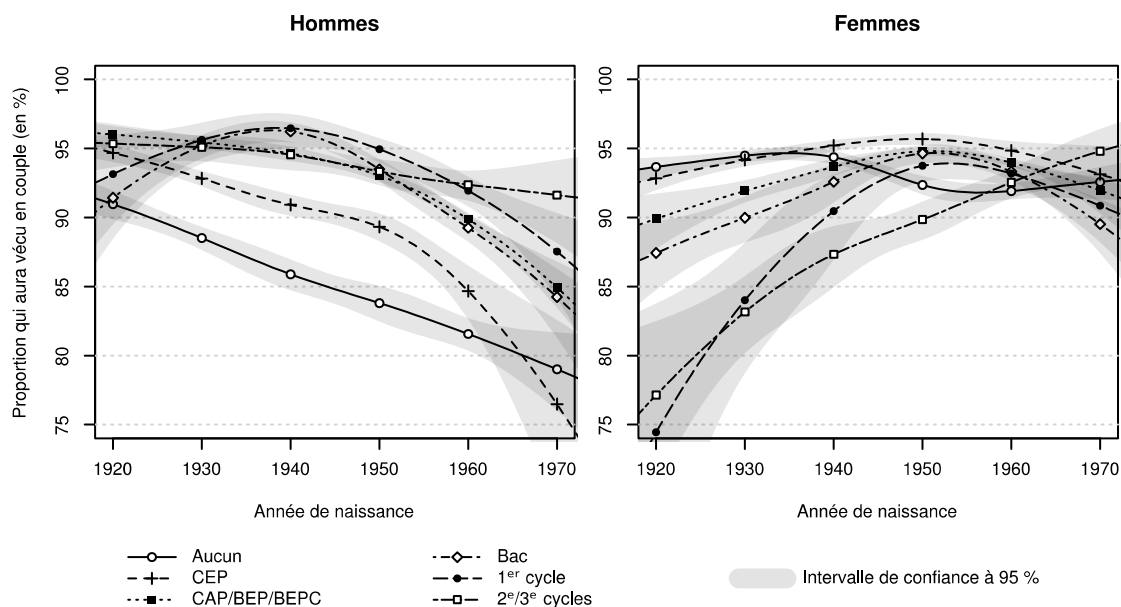 Hommes
Femmes
Proportion qui aura vécu en couple (en %)
100
95
90
85
80
75
1920 1930 1940 1950 1960 1970
Année de naissance
100
95
90
85
80
75
1920 1930 1940 1950 1960 1970
Année de naissance
Aucun
CEP
CAP/BEP/BEPC
Bac
1er cycle
2e/3e cycles
Intervalle de confiance à 95 %